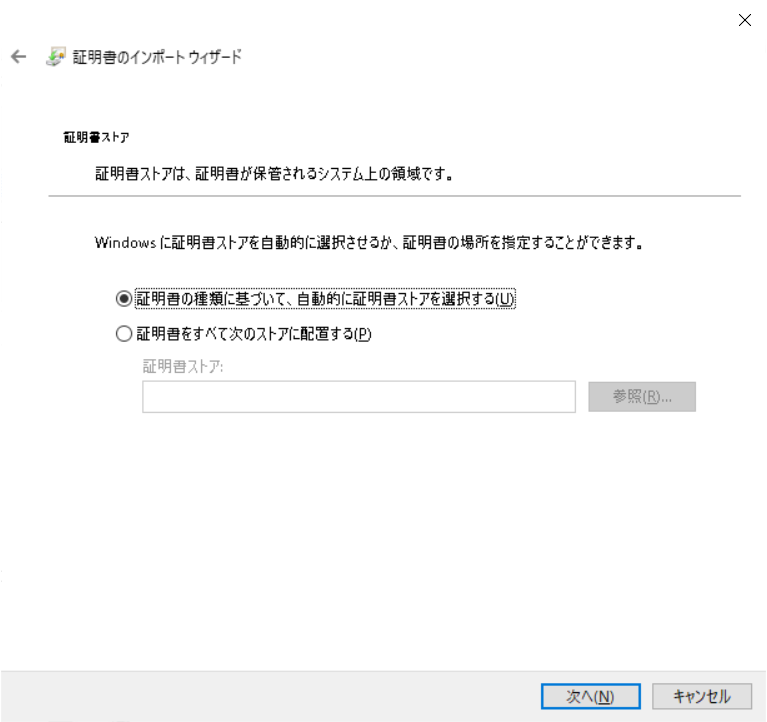 証明書のインポート ウィザード
証明書ストア
証明書ストアは、証明書が保管されるシステム上の領域です。
Windows に証明書ストアを自動的に選択させるか、証明書の場所を指定することができます。
証明書の種類に基づいて、自動的に証明書ストアを選択する(U)
証明書をすべて次のストアに配置する(P)
証明書ストア:
参照(R)...
次へ(N)
キャンセル